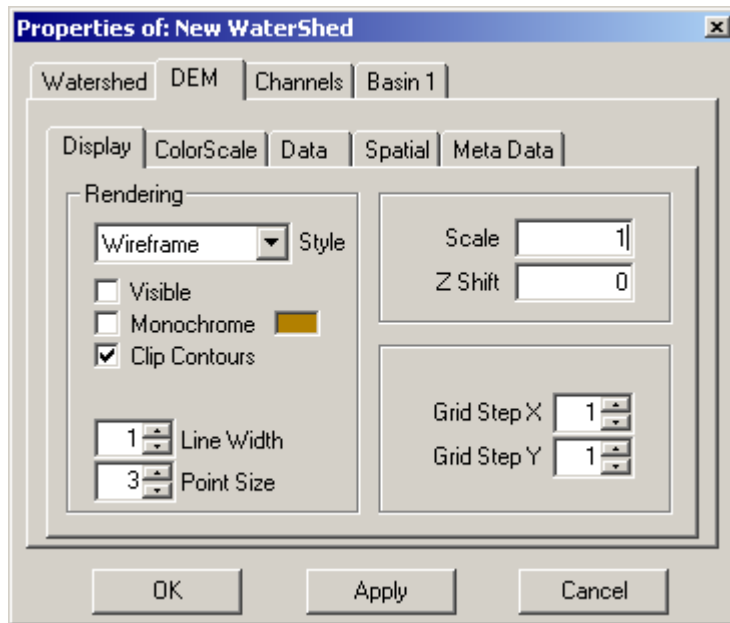 Properties of: New WaterShed
Watershed DEM Channels Basin 1
Display ColorScale Data Spatial Meta Data
Rendering
Wireframe Style
Visible
Monochrome
Clip Contours
1 Line Width
3 Point Size
Scale 1
Z Shift 0
Grid Step X 1
Grid Step Y 1
OK Apply Cancel